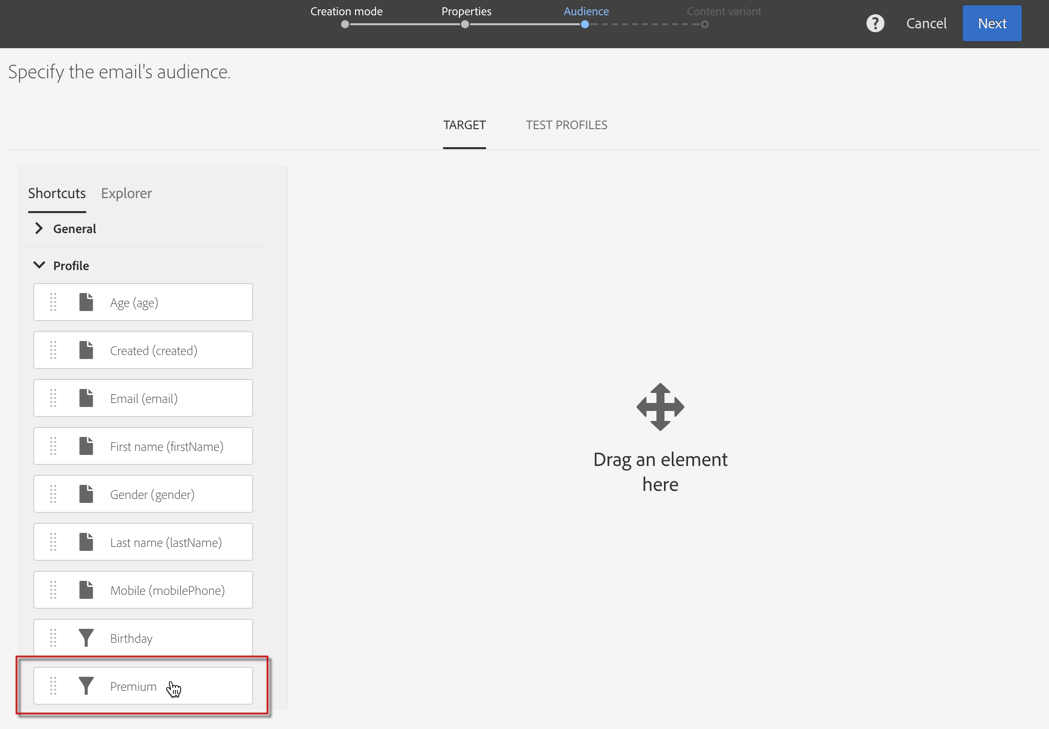 Creation mode
Properties
Audience
Content variant
?
Cancel
Next
Specify the email's audience.
TARGET
TEST PROFILES
Shortcuts
Explorer
General
Profile
Age (age)
Created (created)
Email (email)
First name (firstName)
Gender (gender)
Last name (lastName)
Mobile (mobilePhone)
Birthday
Premium
Drag an element
here